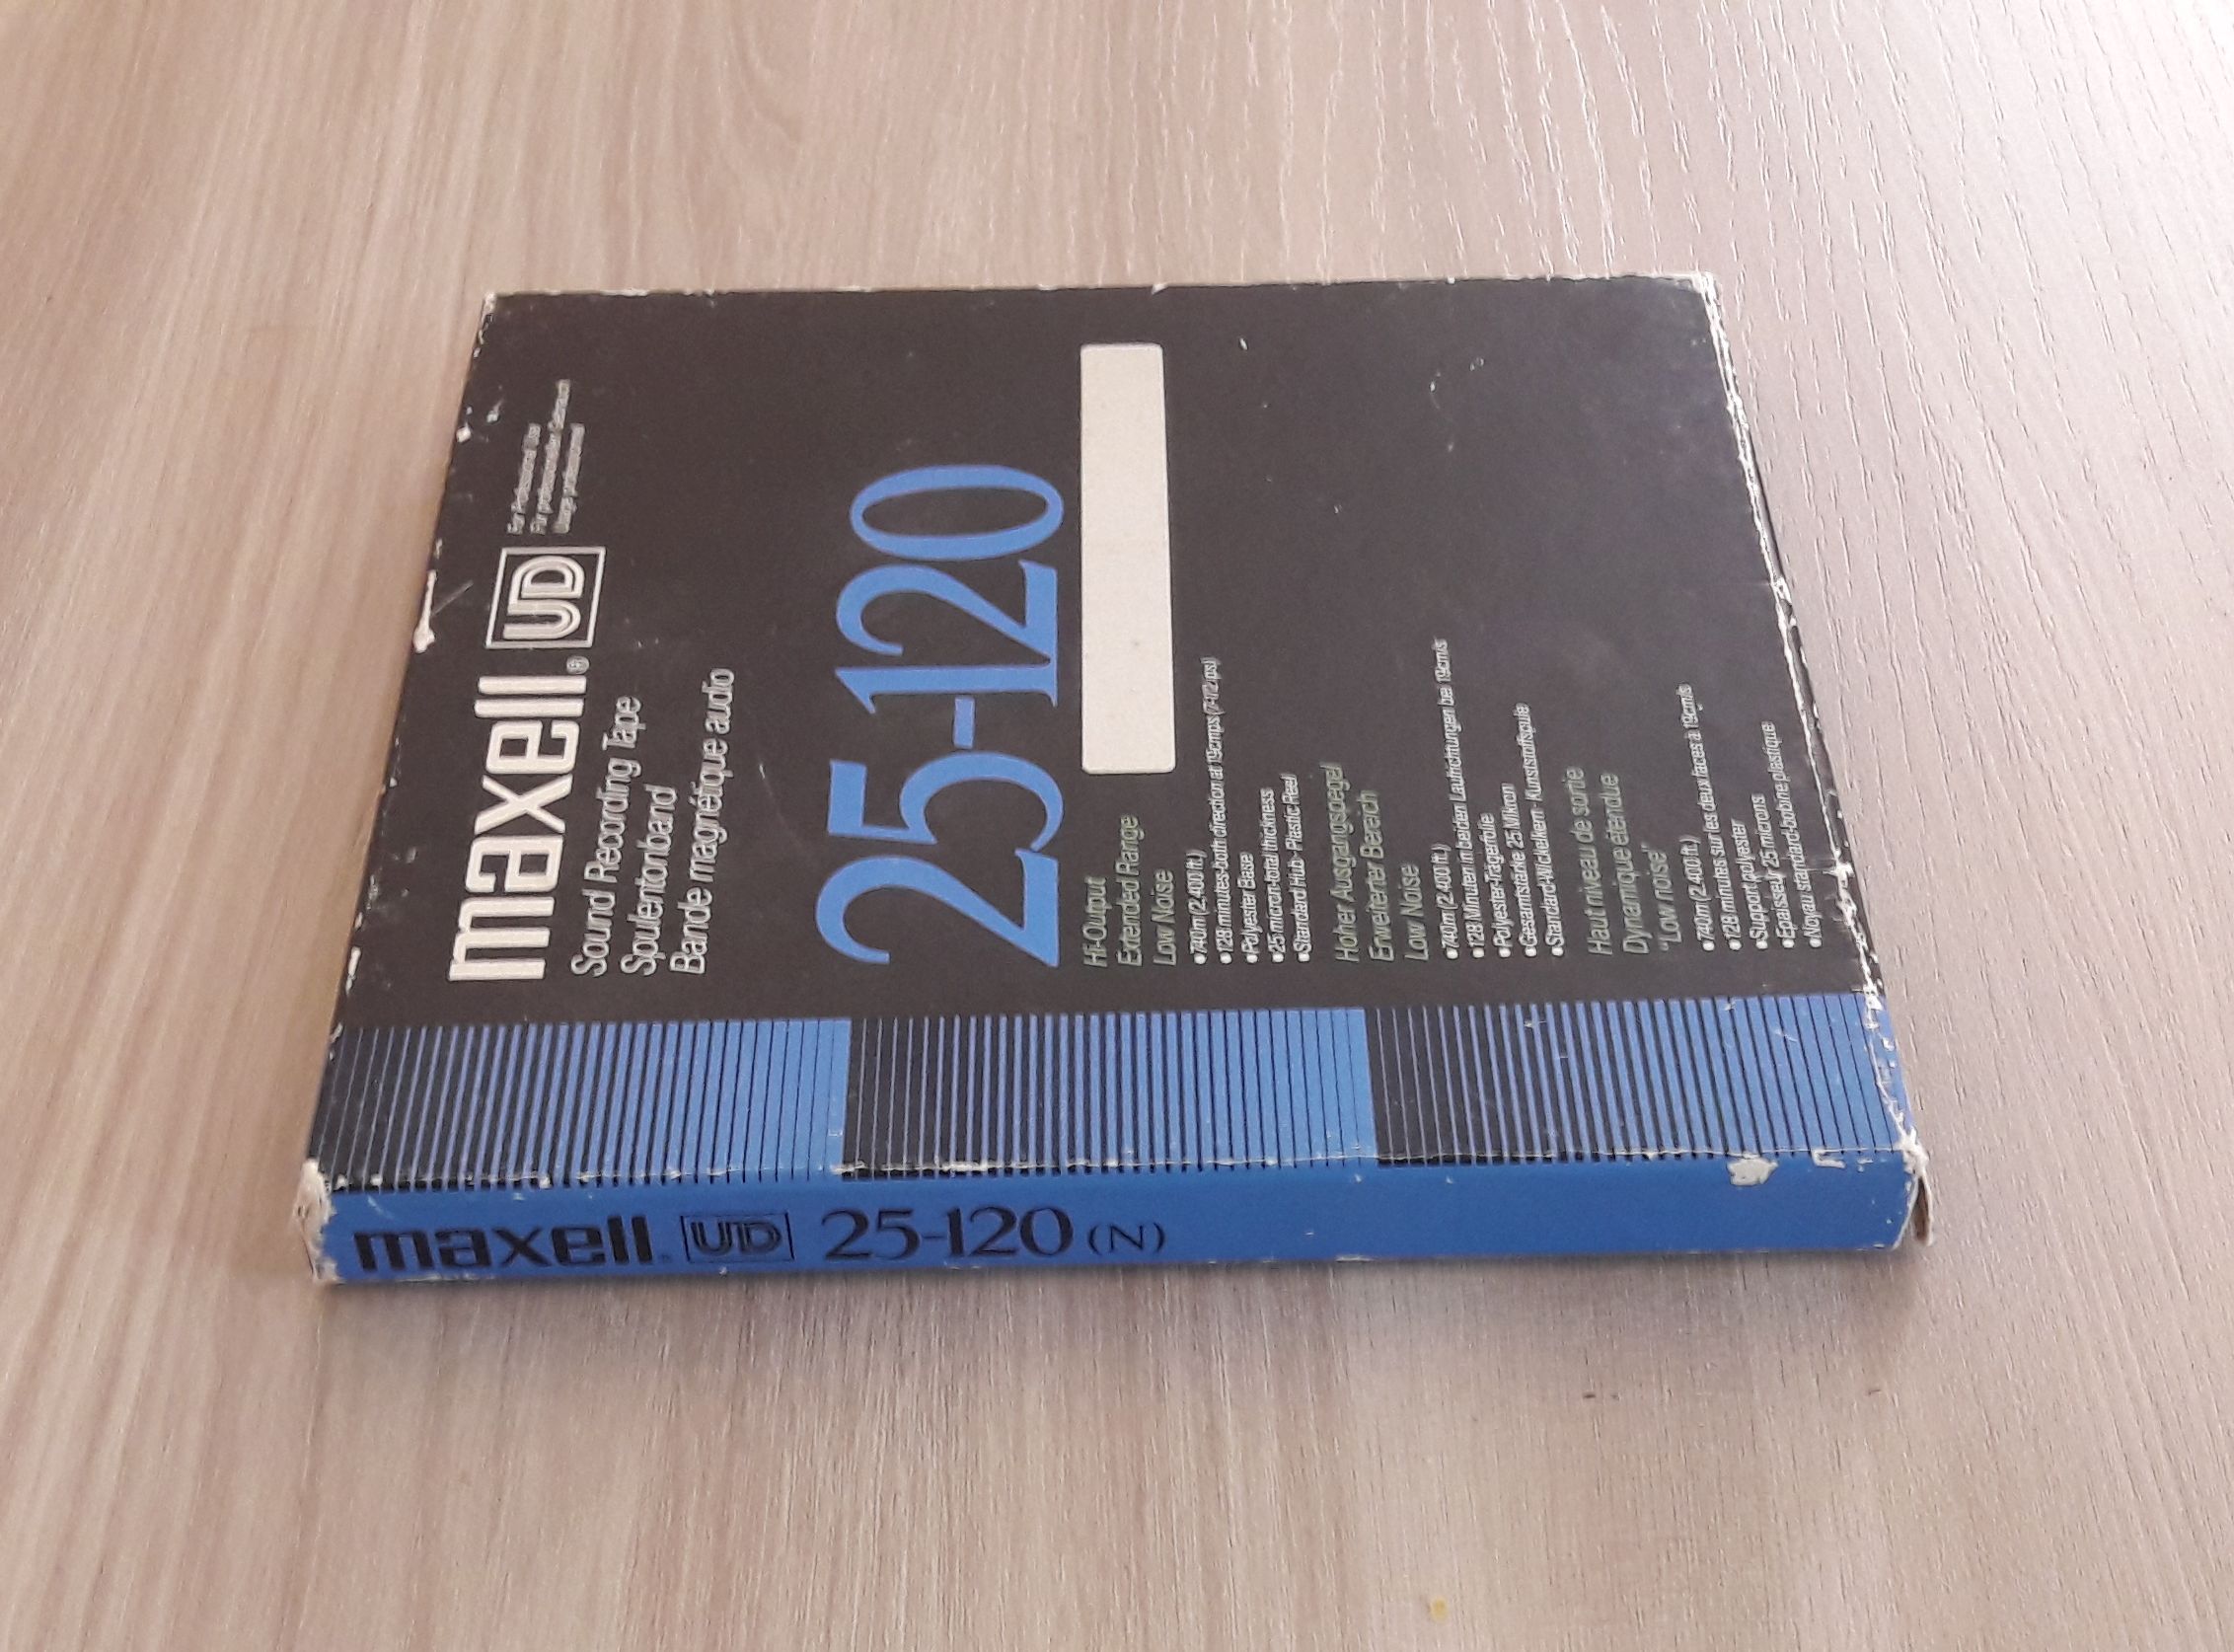 maxell® UD
For Professional Use
Für professioneller Gebrauch
Usage professionnel
Sound Recording Tape
Spulentonband
Bande magnétique audio
25-120
Hi-Output
Extended Range
Low Noise
•740m (2,400 ft.)
•128 minutes-both direction at 19cmps (7-1/2 ips)
•Polyester Base
•25 micron-total thickness
•Standard Hub- Plastic Reel
Hoher Ausgangspegel
Erweiterter Bereich
Low Noise
•740m (2.400 ft.)
•128 Minuten in beiden Laufrichtungen bei 19cm/s
•Polyester-Trägerfolie
•Gesamtstärke 25 Mikron
•Standard-Wickelkern- Kunststoffspule
Haut niveau de sortie
Dynamique étendue
"Low noise"
•740m (2.400 ft.)
•128 minutes sur les deux faces à 19cm/s
•Support polyester
•Epaisseur 25 microns
•Noyau standard-bobine plastique
maxell® UD 25-120 (N)